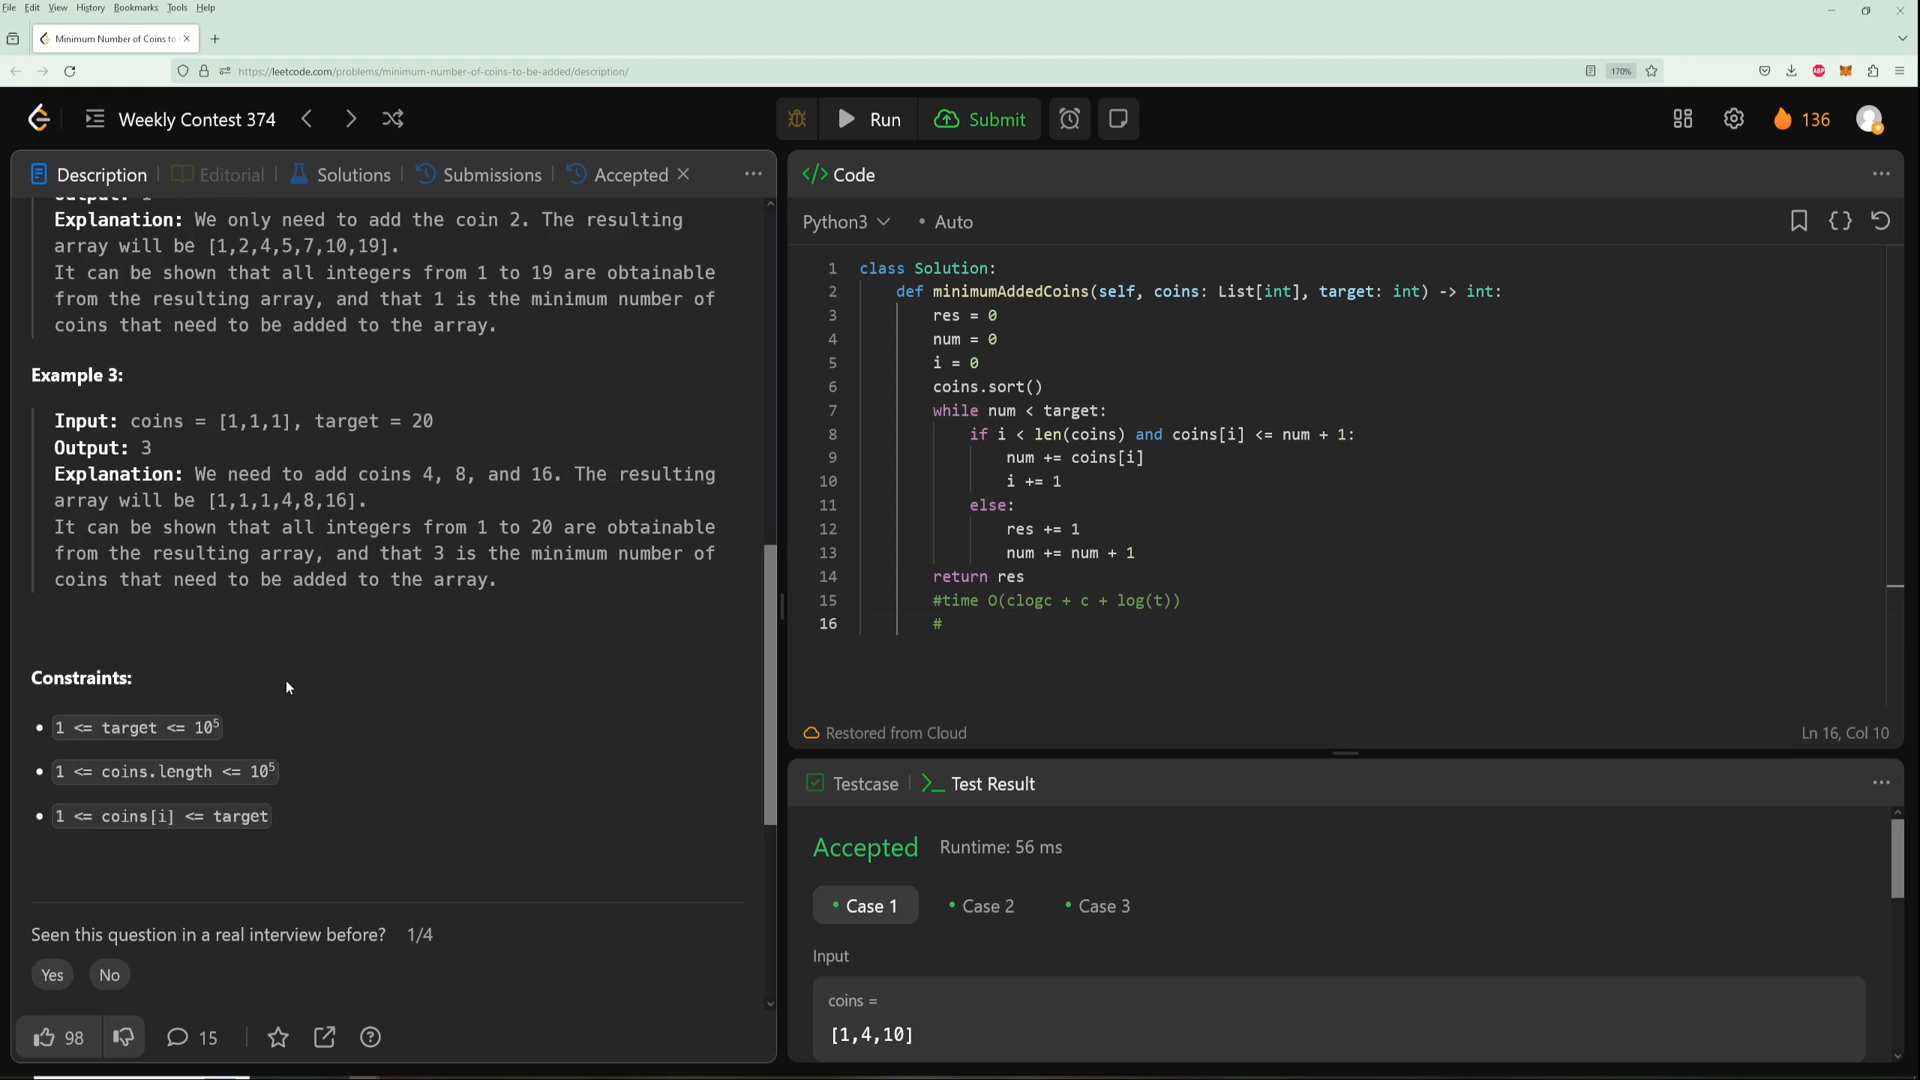 File Edit View History Bookmarks Tools Help
Minimum Number of Coins to
https://leetcode.com/problems/minimum-number-of-coins-to-be-added/description/
170%
ABP
Weekly Contest 374
Run
Submit
136
Description
Editorial
Solutions
Submissions
Accepted
Output: 1
Explanation: We only need to add the coin 2. The resulting
array will be [1,2,4,5,7,10,19].
It can be shown that all integers from 1 to 19 are obtainable
from the resulting array, and that 1 is the minimum number of
coins that need to be added to the array.
Example 3:
Input: coins = [1,1,1], target = 20
Output: 3
Explanation: We need to add coins 4, 8, and 16. The resulting
array will be [1,1,1,4,8,16].
It can be shown that all integers from 1 to 20 are obtainable
from the resulting array, and that 3 is the minimum number of
coins that need to be added to the array.
Constraints:
• 1 <= target <= 10⁵
• 1 <= coins.length <= 10⁵
• 1 <= coins[i] <= target
Seen this question in a real interview before? 1/4
Yes No
98
15
</> Code
Python3
• Auto
1 class Solution:
2 def minimumAddedCoins(self, coins: List[int], target: int) -> int:
3 res = 0
4 num = 0
5 i = 0
6 coins.sort()
7 while num < target:
8 if i < len(coins) and coins[i] <= num + 1:
9 num += coins[i]
10 i += 1
11 else:
12 res += 1
13 num += num + 1
14 return res
15 #time O(clogc + c + log(t))
16 #
Restored from Cloud
Ln 16, Col 10
Testcase
>_ Test Result
Accepted Runtime: 56 ms
• Case 1 • Case 2 • Case 3
Input
coins =
[1,4,10]